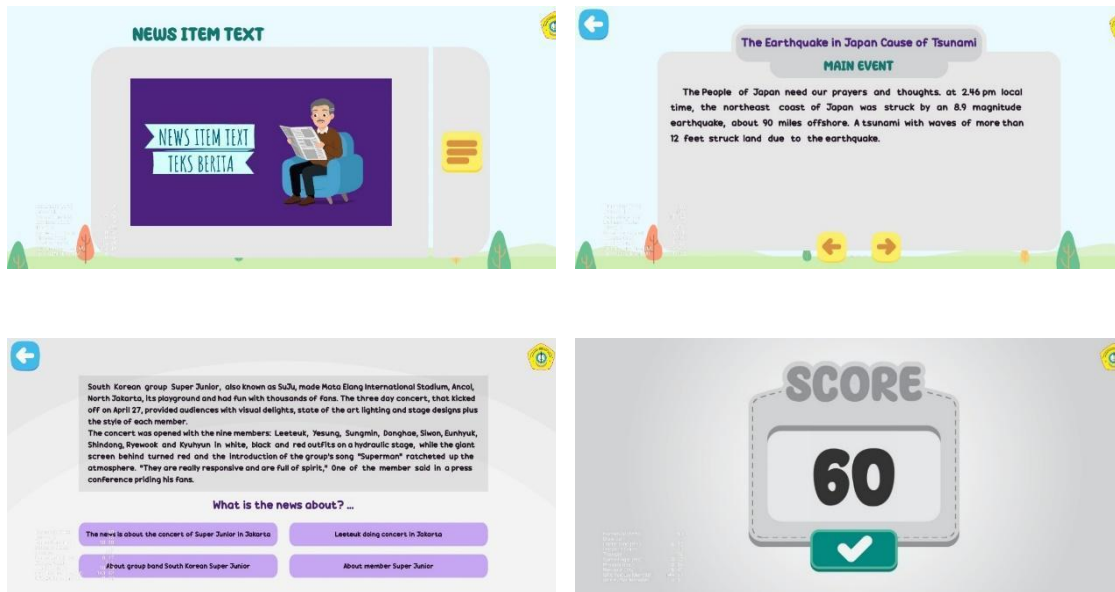 NEWS ITEM TEXT
NEWS ITEM TEXT
TEKS BERITA
The Earthquake in Japan Cause of Tsunami
MAIN EVENT
The People of Japan need our prayers and thoughts. at 2.46 pm local
time, the northeast coast of Japan was struck by an 8.9 magnitude
earthquake, about 90 miles offshore. A tsunami with waves of more than
12 feet struck land due to the earthquake.
South Korean group Super Junior, also known as SuJu, made Mata Elang International Stadium, Ancol,
North Jakarta, its playground and had fun with thousands of fans. The three day concert, that kicked
off on April 27, provided audiences with visual delights, state of the art lighting and stage designs plus
the style of each member.
The concert was opened with the nine members: Leeteuk, Yesung, Sungmin, Donghae, Siwon, Eunhyuk,
Shindong, Ryewook and Kyuhyun in white, black and red outfits on a hydraulic stage, while the giant
screen behind turned red and the introduction of the group's song "Superman" ratcheted up the
atmosphere. "They are really responsive and are full of spirit," One of the member said in a press
conference priding his fans.
What is the news about? ...
The news is about the concert of Super Junior in Jakarta
Leeteuk doing concert in Jakarta
About group band South Korean Super Junior
About member Super Junior
SCORE
60